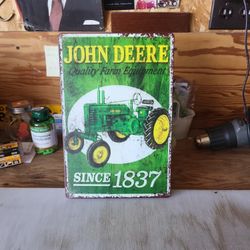 JOHN DEERE
Quality Farm Equipment
SINCE 1837